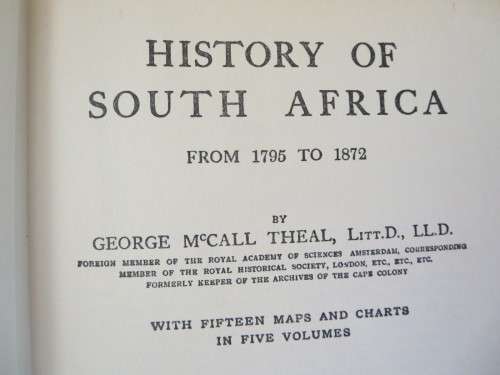 HISTORY OF
SOUTH AFRICA
FROM 1795 TO 1872
BY
GEORGE McCALL THEAL, LITT.D., LL.D.
FOREIGN MEMBER OF THE ROYAL ACADEMY OF SCIENCES AMSTERDAM, CORRESPONDING
MEMBER OF THE ROYAL HISTORICAL SOCIETY, LONDON, ETC., ETC., ETC.
FORMERLY KEEPER OF THE ARCHIVES OF THE CAPE COLONY
WITH FIFTEEN MAPS AND CHARTS
IN FIVE VOLUMES